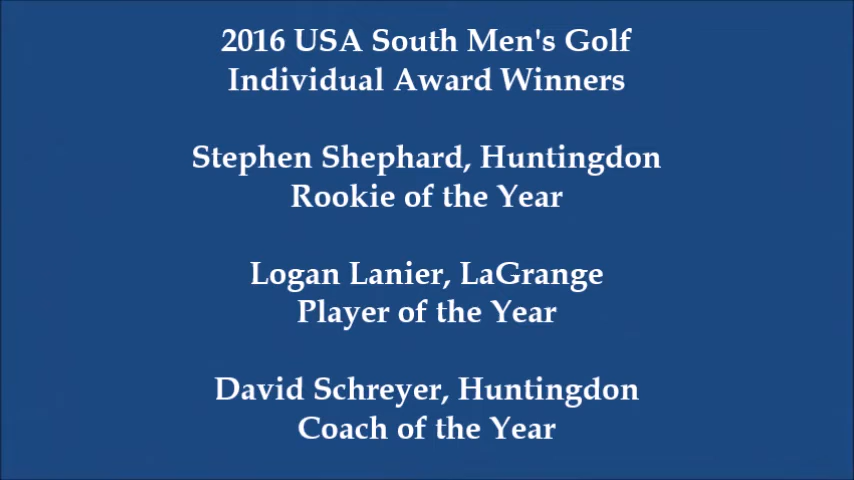 2016 USA South Men's Golf
Individual Award Winners
Stephen Shephard, Huntingdon
Rookie of the Year
Logan Lanier, LaGrange
Player of the Year
David Schreyer, Huntingdon
Coach of the Year